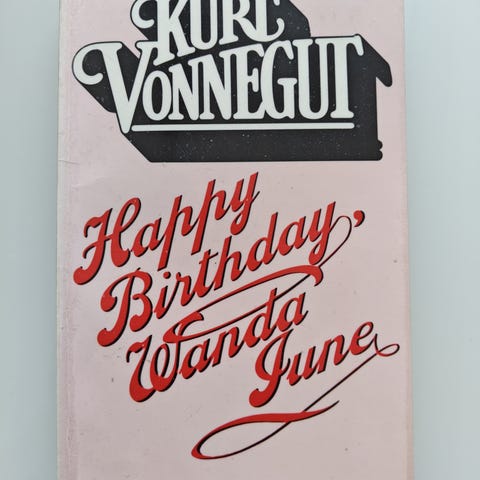 KURT
VONNEGUT
Happy
Birthday,
Wanda
June